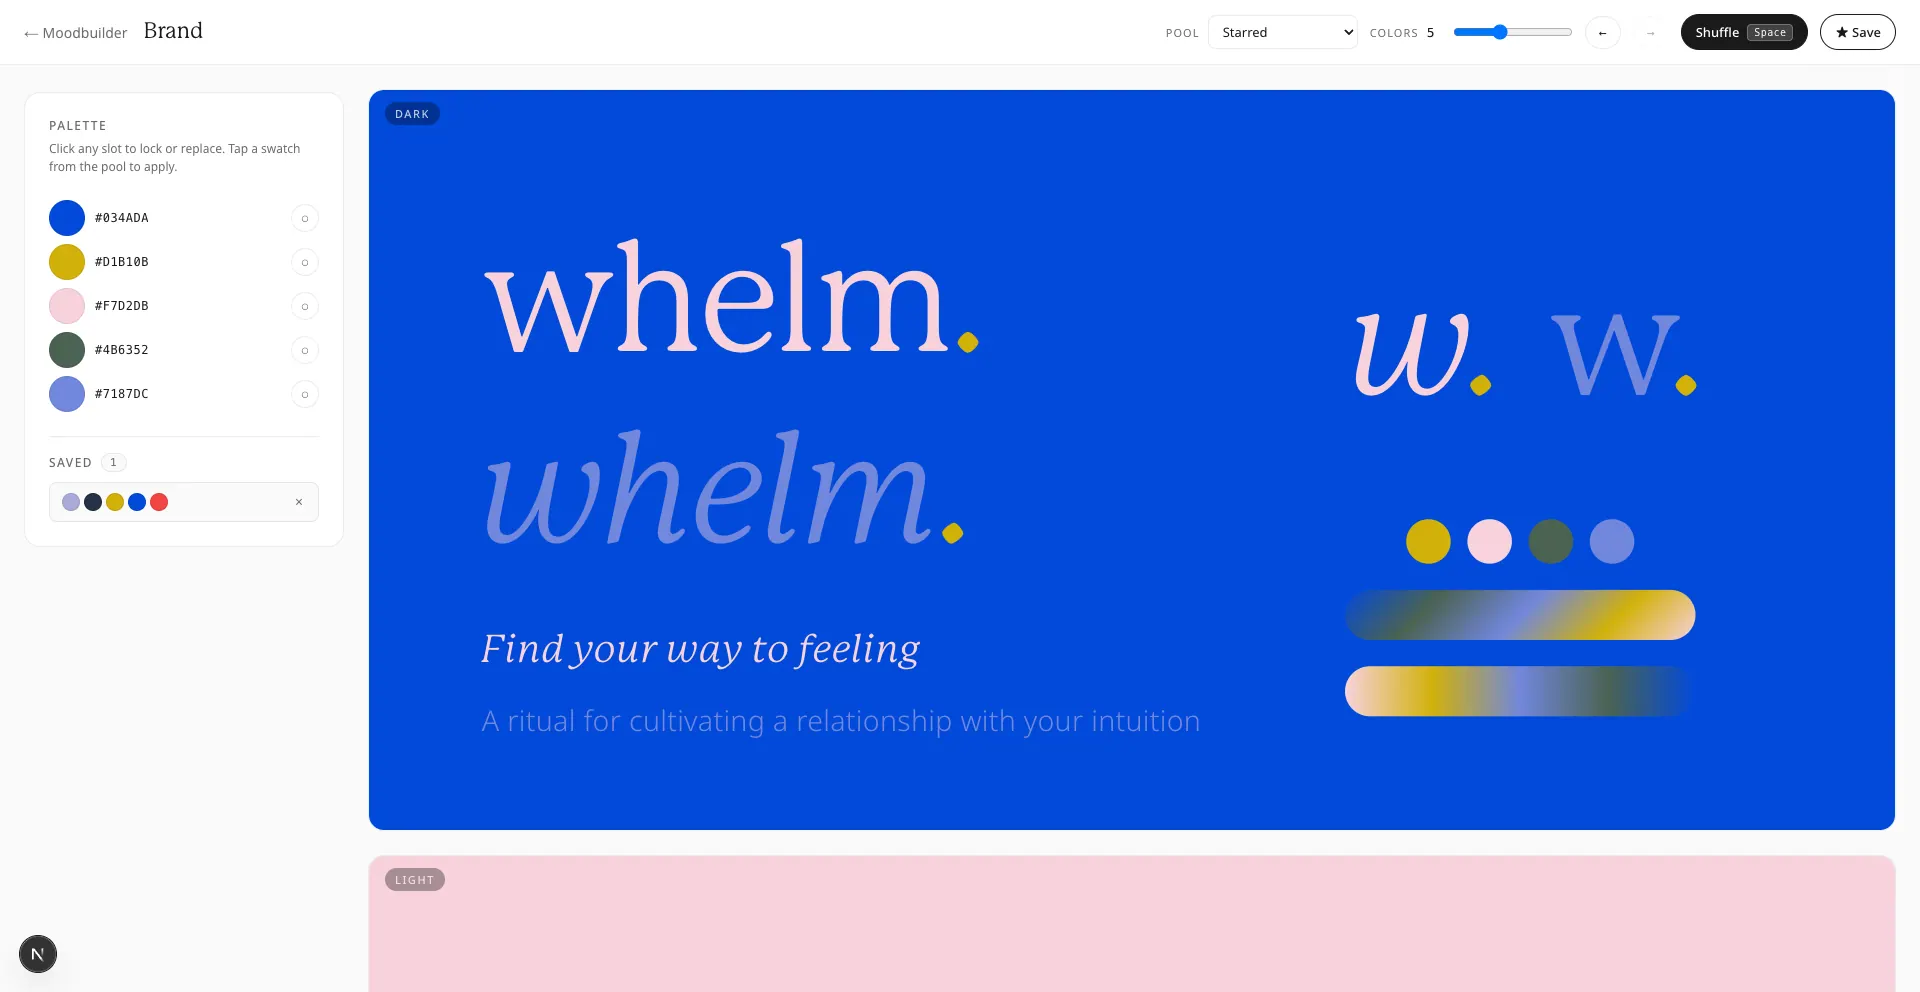 ← Moodbuilder Brand
POOL Starred COLORS 5 ← → Shuffle Space ★ Save
PALETTE
Click any slot to lock or replace. Tap a swatch
from the pool to apply.
#034ADA
#D1B10B
#F7D2DB
#4B6352
#7187DC
SAVED 1
×
DARK
whelm.
whelm.
Find your way to feeling
A ritual for cultivating a relationship with your intuition
w. w.
LIGHT
N